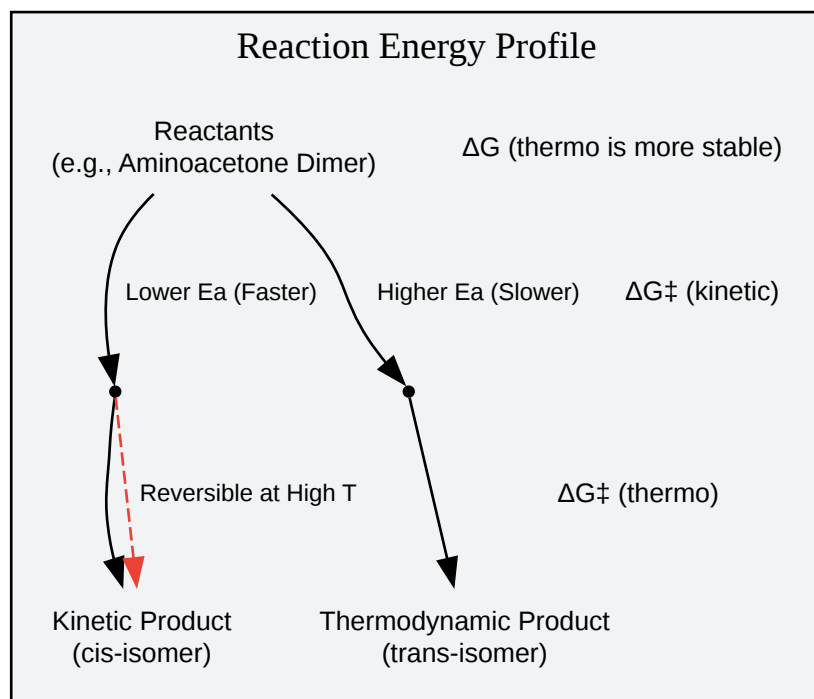 Reaction Energy Profile
Reactants
(e.g., Aminoacetone Dimer)
ΔG (thermo is more stable)
Lower Ea (Faster)
Higher Ea (Slower)
ΔG‡ (kinetic)
Reversible at High T
ΔG‡ (thermo)
Kinetic Product
(cis-isomer)
Thermodynamic Product
(trans-isomer)